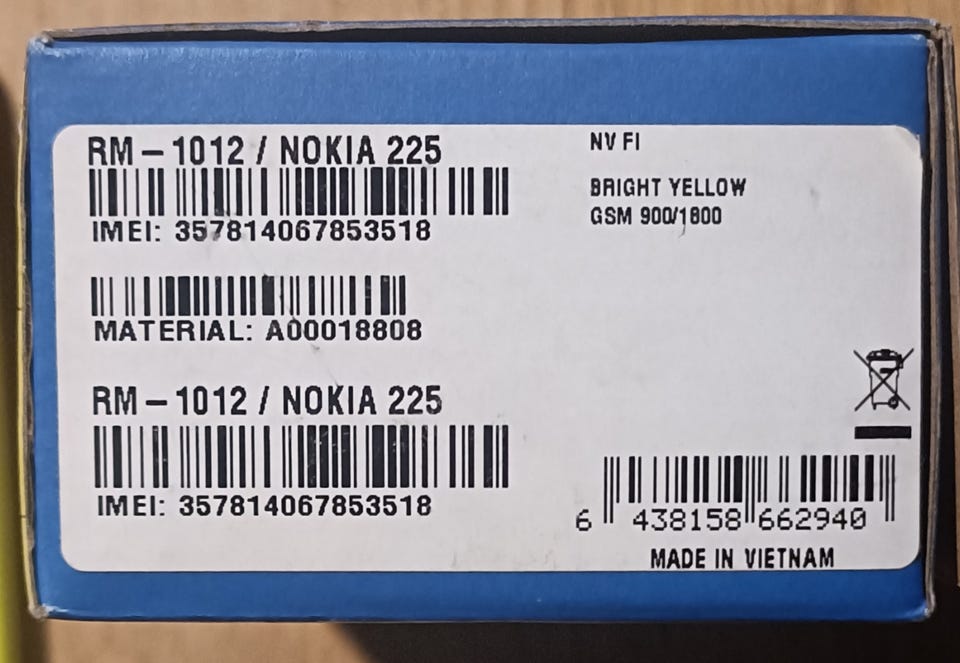 RM-1012 / NOKIA 225
IMEI: 357814067853518
MATERIAL: A00018808
RM-1012 / NOKIA 225
IMEI: 357814067853518
NV FI
BRIGHT YELLOW
GSM 900/1800
6 438158 662940
MADE IN VIETNAM